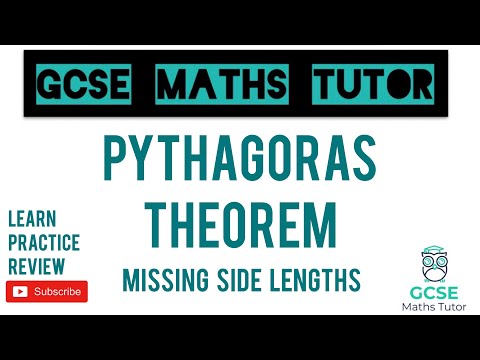 GCSE MATHS TUTOR
PYTHAGORAS
THEOREM
MISSING SIDE LENGTHS
LEARN
PRACTICE
REVIEW
Subscribe
GCSE
Maths Tutor